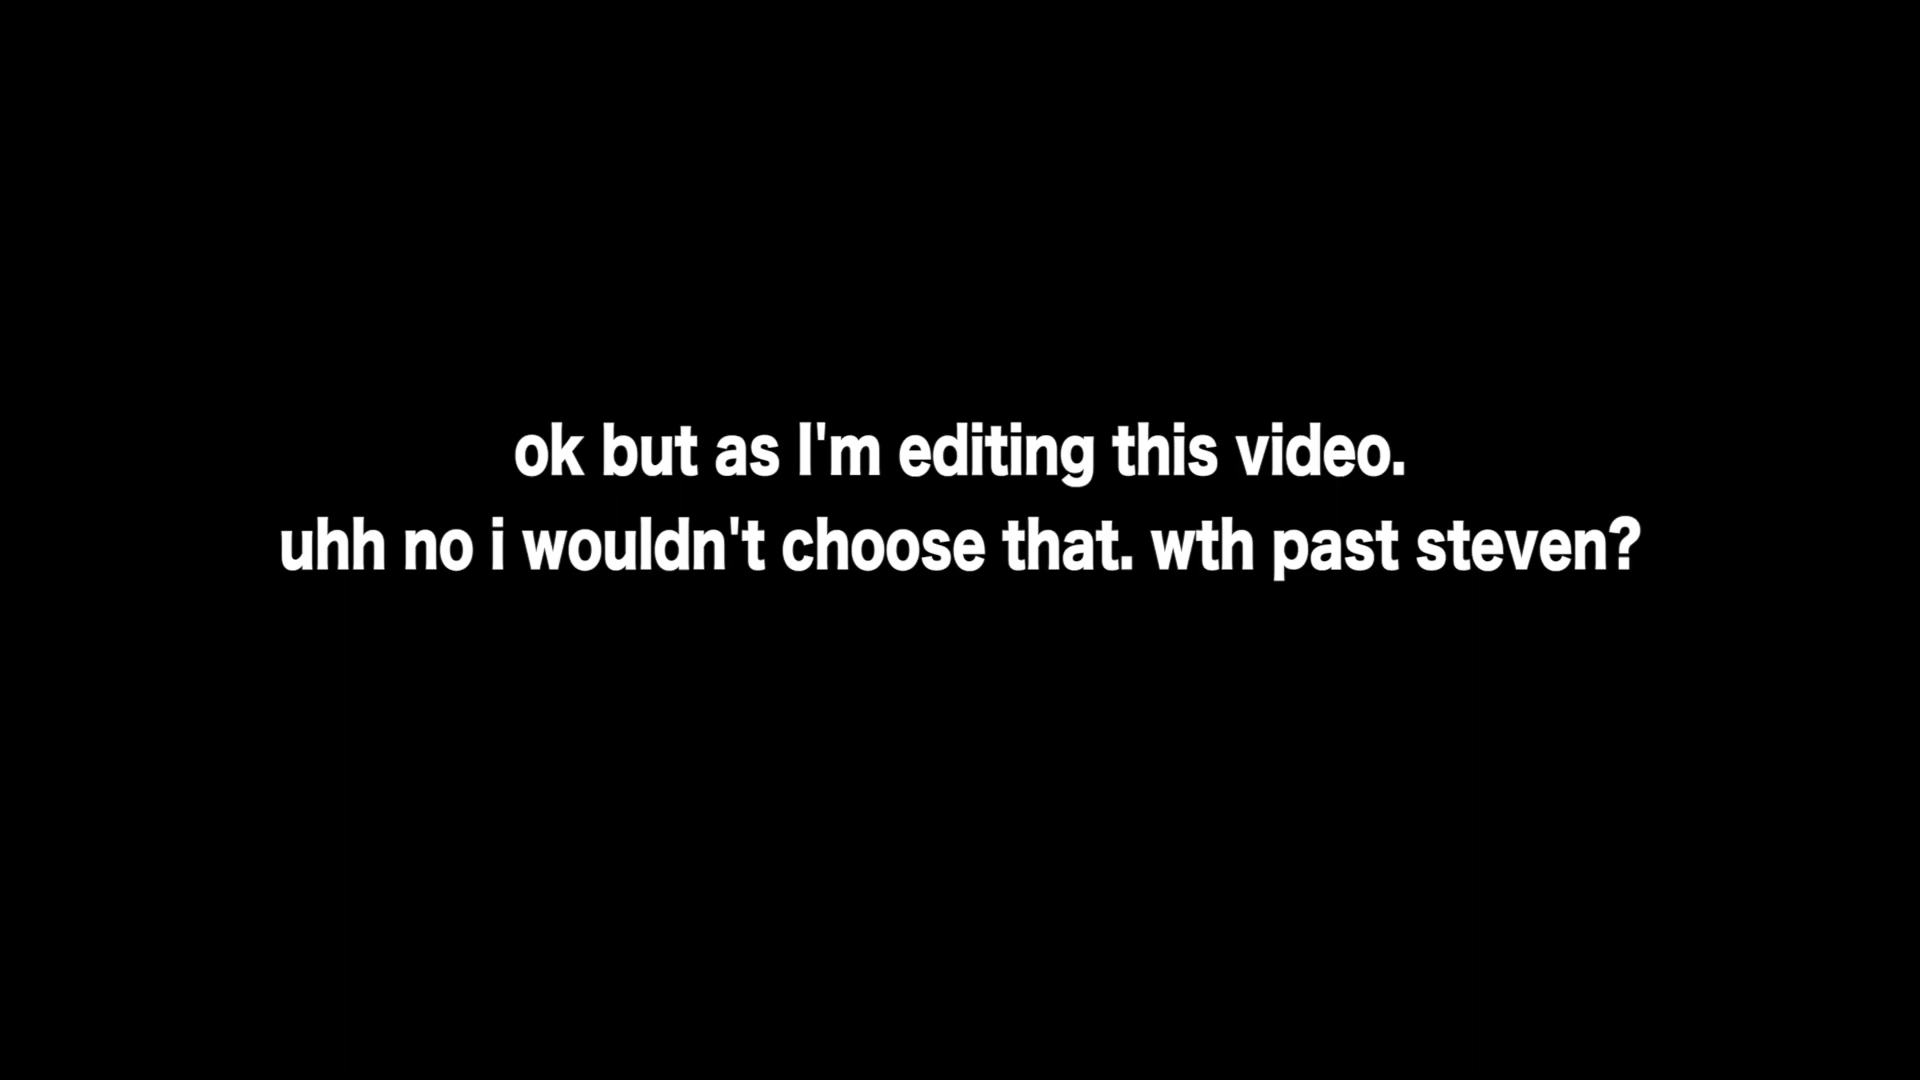 ok but as I'm editing this video.
uhh no i wouldn't choose that. wth past steven?